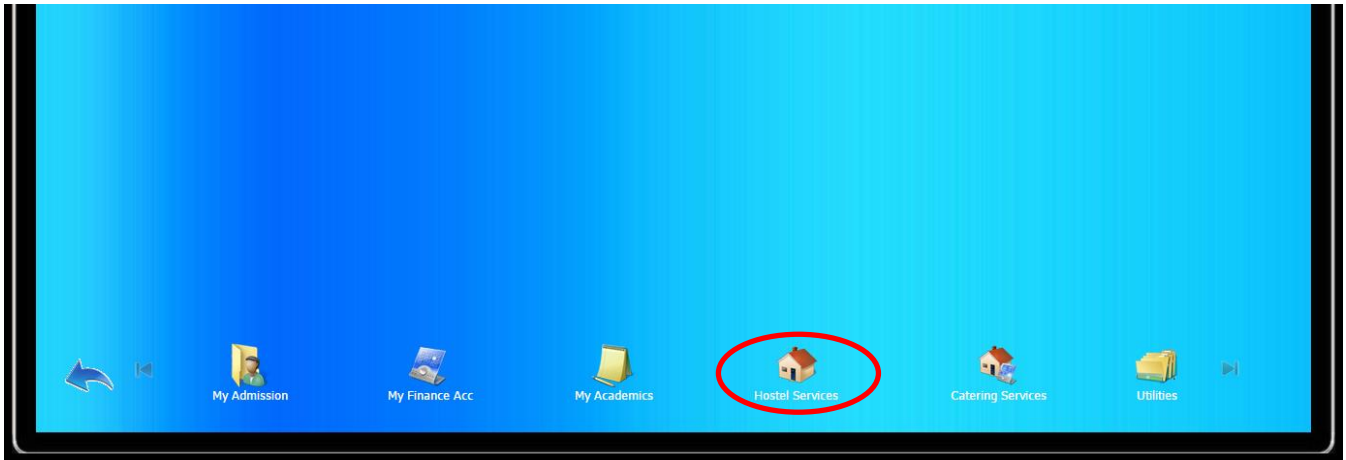 My Admission
My Finance Acc
My Academics
Hostel Services
Catering Services
Utilities